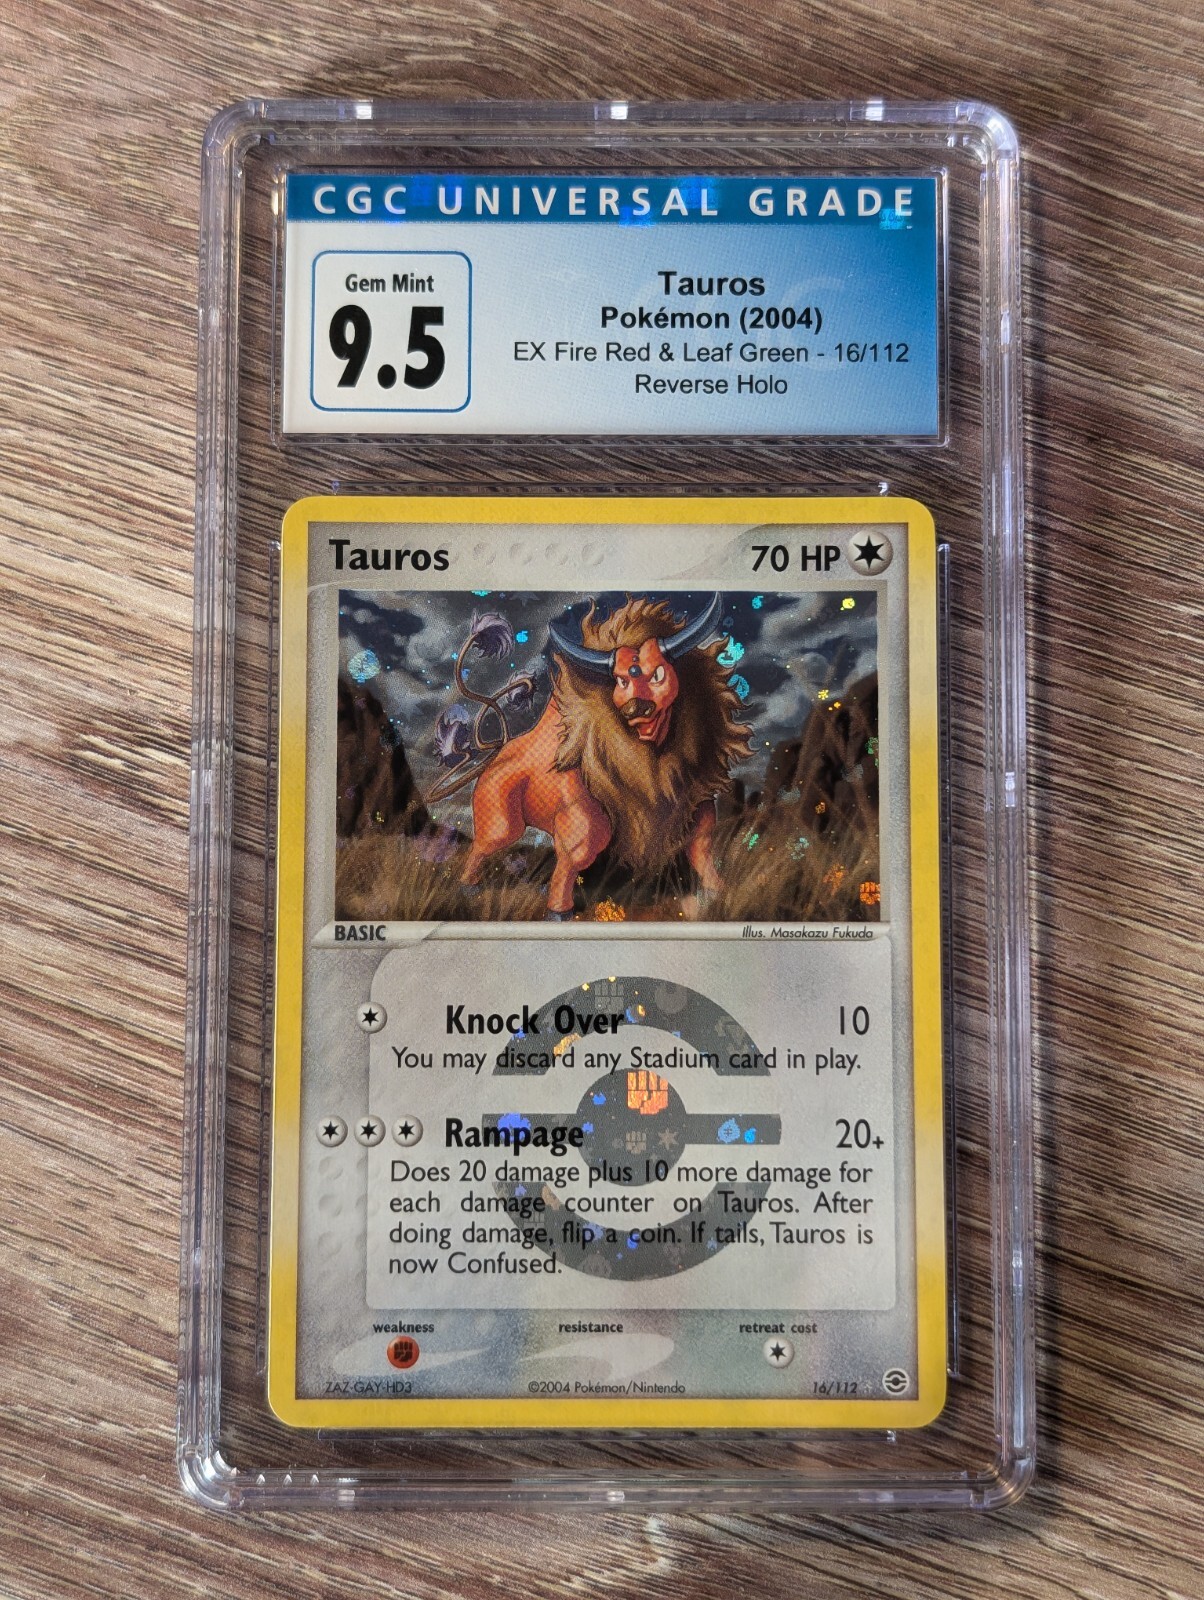 CGC UNIVERSAL GRADE
Gem Mint
9.5
Tauros
Pokémon (2004)
EX Fire Red & Leaf Green - 16/112
Reverse Holo
Tauros
70 HP
BASIC
Illus. Masakazu Fukuda
Knock Over 10
You may discard any Stadium card in play.
Rampage 20+
Does 20 damage plus 10 more damage for
each damage counter on Tauros. After
doing damage, flip a coin. If tails, Tauros is
now Confused.
weakness resistance retreat cost
ZAZ-GAY-HD3 ©2004 Pokémon/Nintendo 16/112